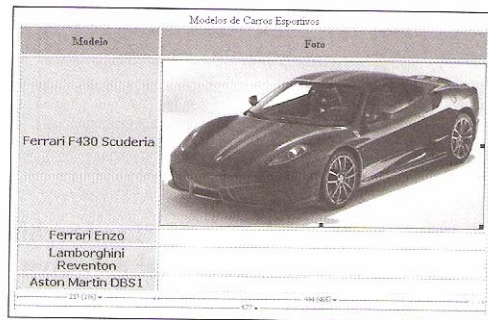 Modelos de Carros Esportivos
Modelo Foto
Ferrari F430 Scuderia
Ferrari Enzo
Lamborghini
Reventon
Aston Martin DBS1